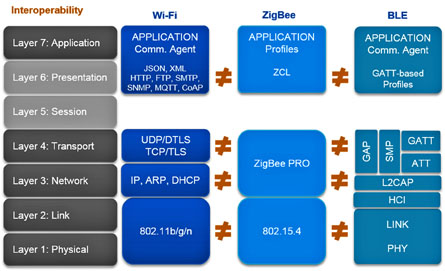 Interoperability
Wi-Fi
ZigBee
BLE
Layer 7: Application
Layer 6: Presentation
Layer 5: Session
Layer 4: Transport
Layer 3: Network
Layer 2: Link
Layer 1: Physical
APPLICATION
Comm. Agent
JSON, XML
HTTP, FTP, SMTP,
SNMP, MQTT, CoAP
UDP/DTLS
TCP/TLS
IP, ARP, DHCP
802.11b/g/n
≠
≠
≠
≠
APPLICATION
Profiles
ZCL
ZigBee PRO
802.15.4
≠
≠
≠
≠
APPLICATION
Comm. Agent
GATT-based
Profiles
GAP
SMP
GATT
ATT
L2CAP
HCI
LINK
PHY